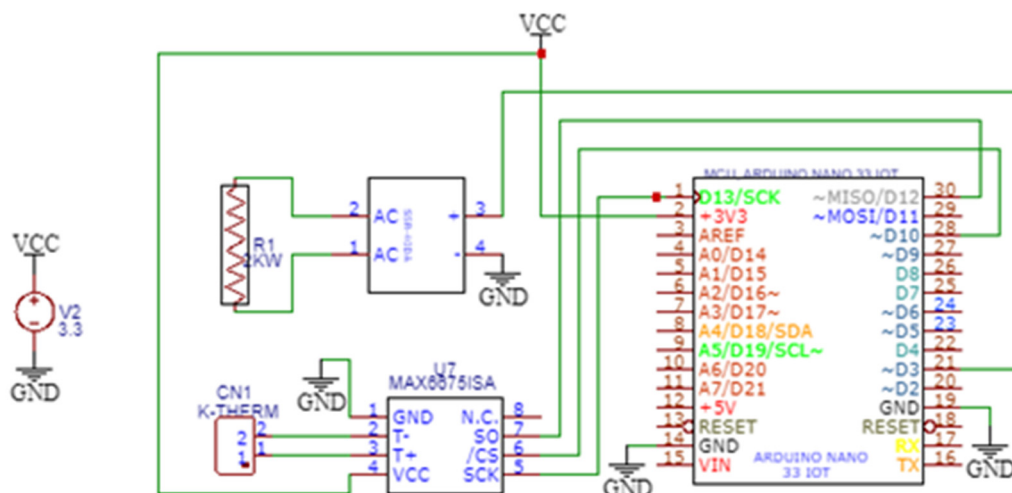 VCC
VCC
V2
3.3
GND
R1
2KW
2 AC
1 AC
+ 3
- 4
GND
CN1
K-THERM
2 2
1 1
GND
U7
MAX6675ISA
1 GND N.C. 8
2 T- SO 7
3 T+ /CS 6
4 VCC SCK 5
MCU ARDUINO NANO 33 IOT
1 D13/SCK ~MISO/D12 30
2 +3V3 ~MOSI/D11 29
3 AREF ~D10 28
4 A0/D14 ~D9 27
5 A1/D15 D8 26
6 A2/D16~ D7 25
7 A3/D17~ ~D6 24
8 A4/D18/SDA ~D5 23
9 A5/D19/SCL~ D4 22
10 A6/D20 ~D3 21
11 A7/D21 ~D2 20
12 +5V GND 19
13 RESET RESET 18
14 GND RX 17
15 VIN TX 16
ARDUINO NANO
33 IOT
GND
GND